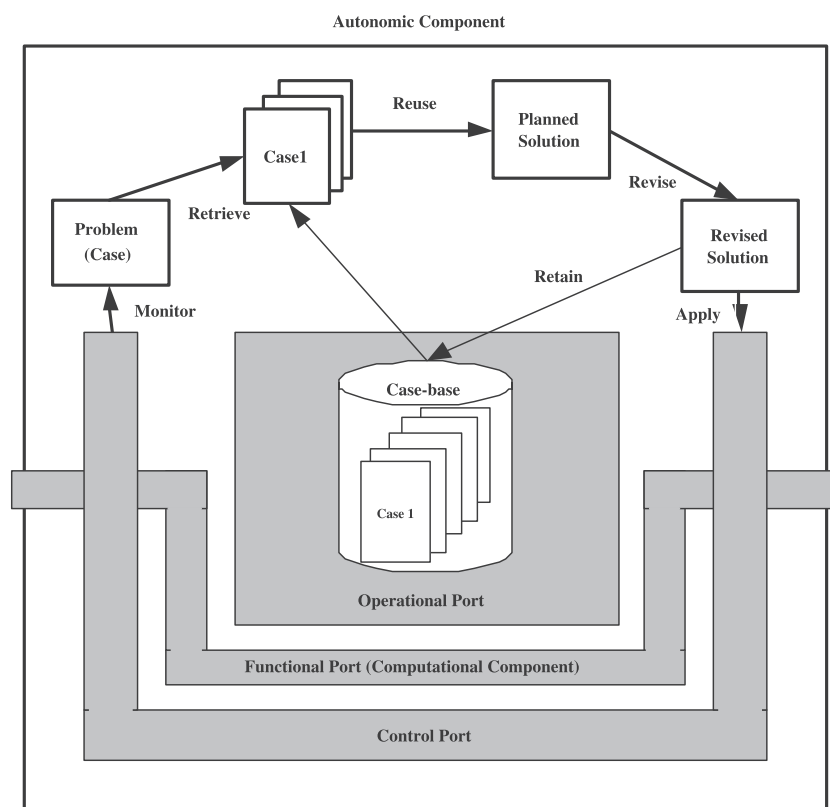 Autonomic Component
Reuse
Planned
Solution
Case1
Revise
Retrieve
Problem
(Case)
Revised
Solution
Retain
Monitor
Apply
Case-base
Case 1
Operational Port
Functional Port (Computational Component)
Control Port